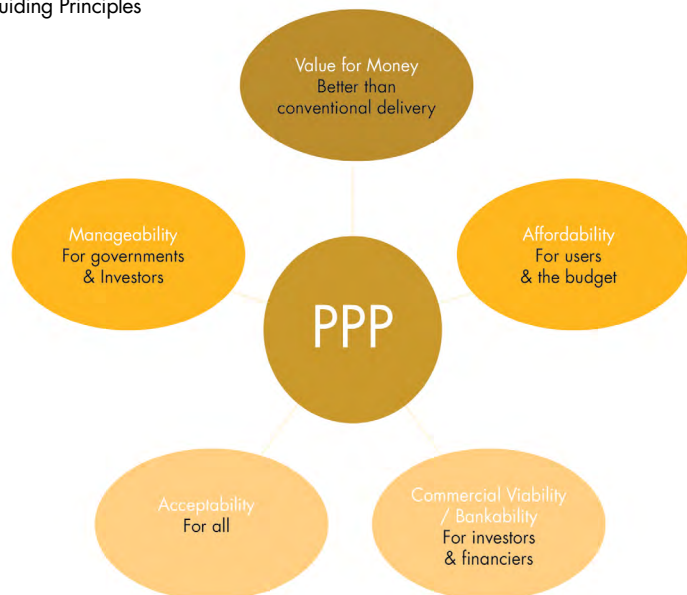 uiding Principles
Value for Money
Better than
conventional delivery
Manageability
For governments
& Investors
Affordability
For users
& the budget
PPP
Acceptability
For all
Commercial Viability
/ Bankability
For investors
& financiers